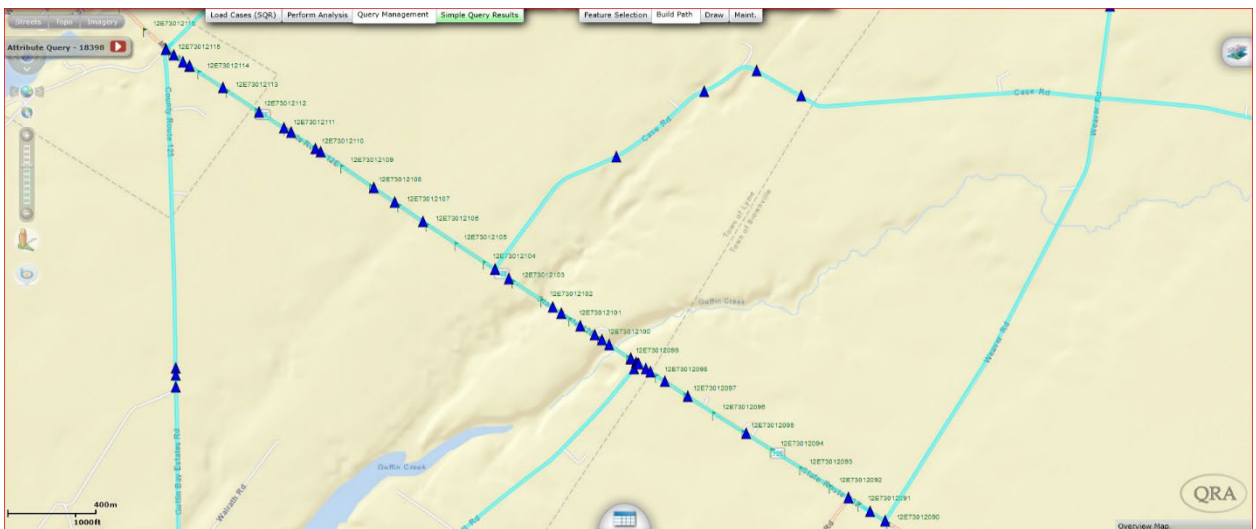 Streets Topo Imagery
Load Cases (SQR) Perform Analysis Query Management Simple Query Results
Feature Selection Build Path Draw Maint.
Attribute Query - 18398
12E73012115
12E73012114
12E73012113
12E73012112
12E73012111
12E73012110
12E73012109
12E73012108
12E73012107
12E73012106
12E73012105
12E73012104
12E73012103
12E73012102
12E73012101
12E73012100
12E73012099
12E73012098
12E73012097
12E73012096
12E73012095
12E73012094
12E73012093
12E73012092
12E73012091
12E73012090
County Route 125
Case Rd
Case Rd
Weaver Rd
Weaver Rd
Town of Lyme
Town of Brownville
Guffin Creek
Guffin Creek
Guffin Bay Estates Rd
Walrath Rd
400m
1000ft
QRA
Overview Map